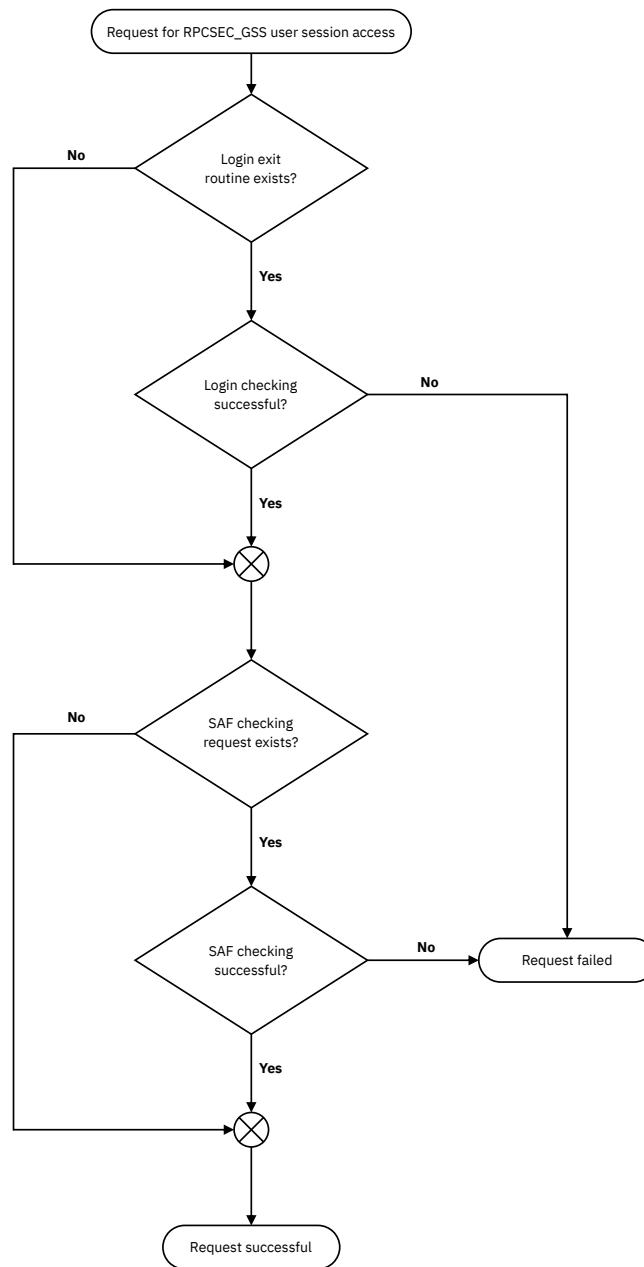 Request for RPCSEC_GSS user session access
No
Login exit
routine exists?
Yes
Login checking
successful?
No
Yes
No
SAF checking
request exists?
Yes
SAF checking
successful?
No
Request failed
Yes
Request successful